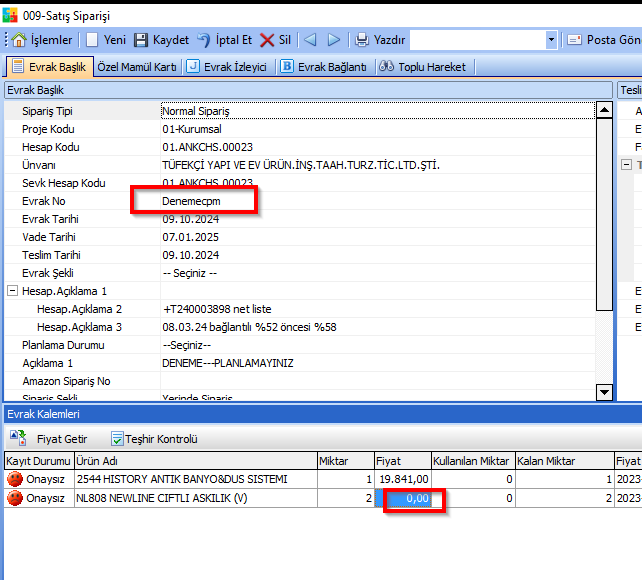 009-Satış Siparişi
İşlemler Yeni Kaydet İptal Et Sil Yazdır Posta Gön
Evrak Başlık Özel Mamül Kartı Evrak İzleyici Evrak Bağlantı Toplu Hareket
Evrak Başlık Tesli
Sipariş Tipi Normal Sipariş
Proje Kodu 01-Kurumsal
Hesap Kodu 01.ANKCHS.00023
Ünvanı TÜFEKÇİ YAPI VE EV ÜRÜN.İNŞ.TAAH.TURZ.TİC.LTD.ŞTİ.
Sevk Hesap Kodu 01.ANKCHS.00023
Evrak No Denemecpm
Evrak Tarihi 09.10.2024
Vade Tarihi 07.01.2025
Teslim Tarihi 09.10.2024
Evrak Şekli -- Seçiniz --
Hesap.Açıklama 1
Hesap.Açıklama 2 +T240003898 net liste
Hesap.Açıklama 3 08.03.24 bağlantılı %52 öncesi %58
Planlama Durumu --Seçiniz--
Açıklama 1 DENEME---PLANLAMAYINIZ
Amazon Sipariş No
Sipariş Şekli Yerinde Sipariş
Evrak Kalemleri
Fiyat Getir Teşhir Kontrolü
Kayıt Durumu Ürün Adı Miktar Fiyat Kullanılan Miktar Kalan Miktar Fiyat
Onaysız 2544 HISTORY ANTIK BANYO&DUS SISTEMI 1 19.841,00 0 1 2023-
Onaysız NL808 NEWLINE CIFTLI ASKILIK (V) 2 0,00 0 2 2023-